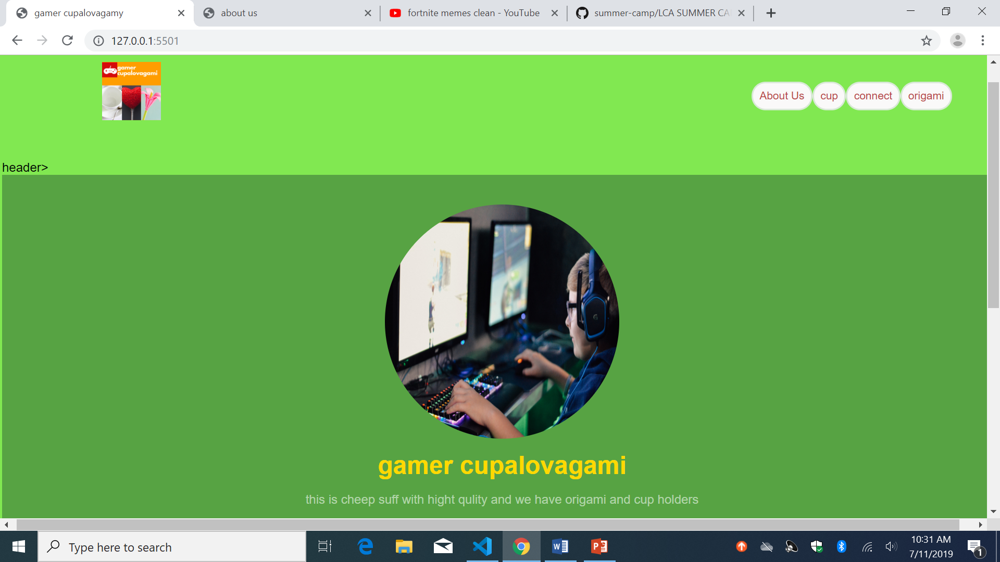 gamer cupalovagamy
about us
fortnite memes clean - YouTube
summer-camp/LCA SUMMER CA
127.0.0.1:5501
gamer
cupalovagami
About Us
cup
connect
origami
header>
gamer cupalovagami
this is cheep suff with hight qulity and we have origami and cup holders
Type here to search
10:31 AM
7/11/2019
1